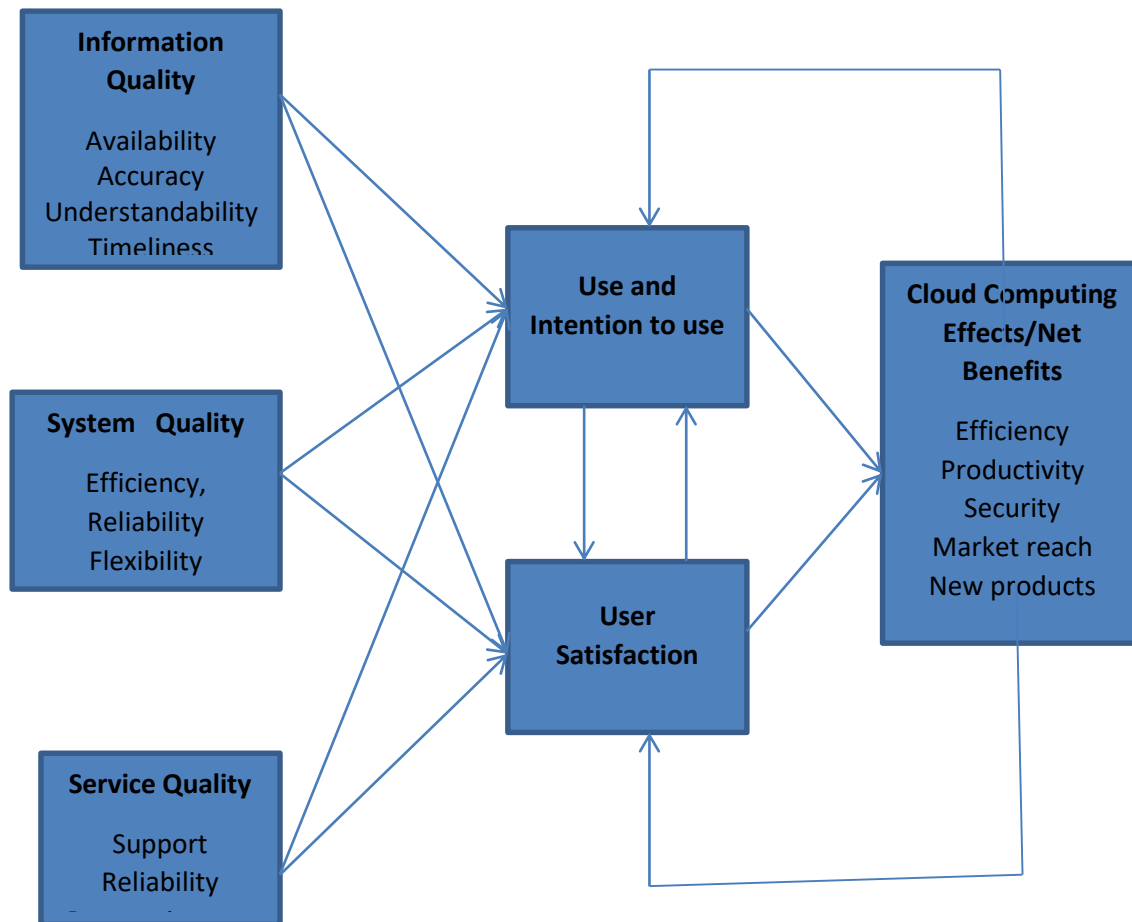 Information
Quality
Availability
Accuracy
Understandability
Timeliness
System Quality
Efficiency,
Reliability
Flexibility
Service Quality
Support
Reliability
Use and
Intention to use
User
Satisfaction
Cloud Computing
Effects/Net
Benefits
Efficiency
Productivity
Security
Market reach
New products